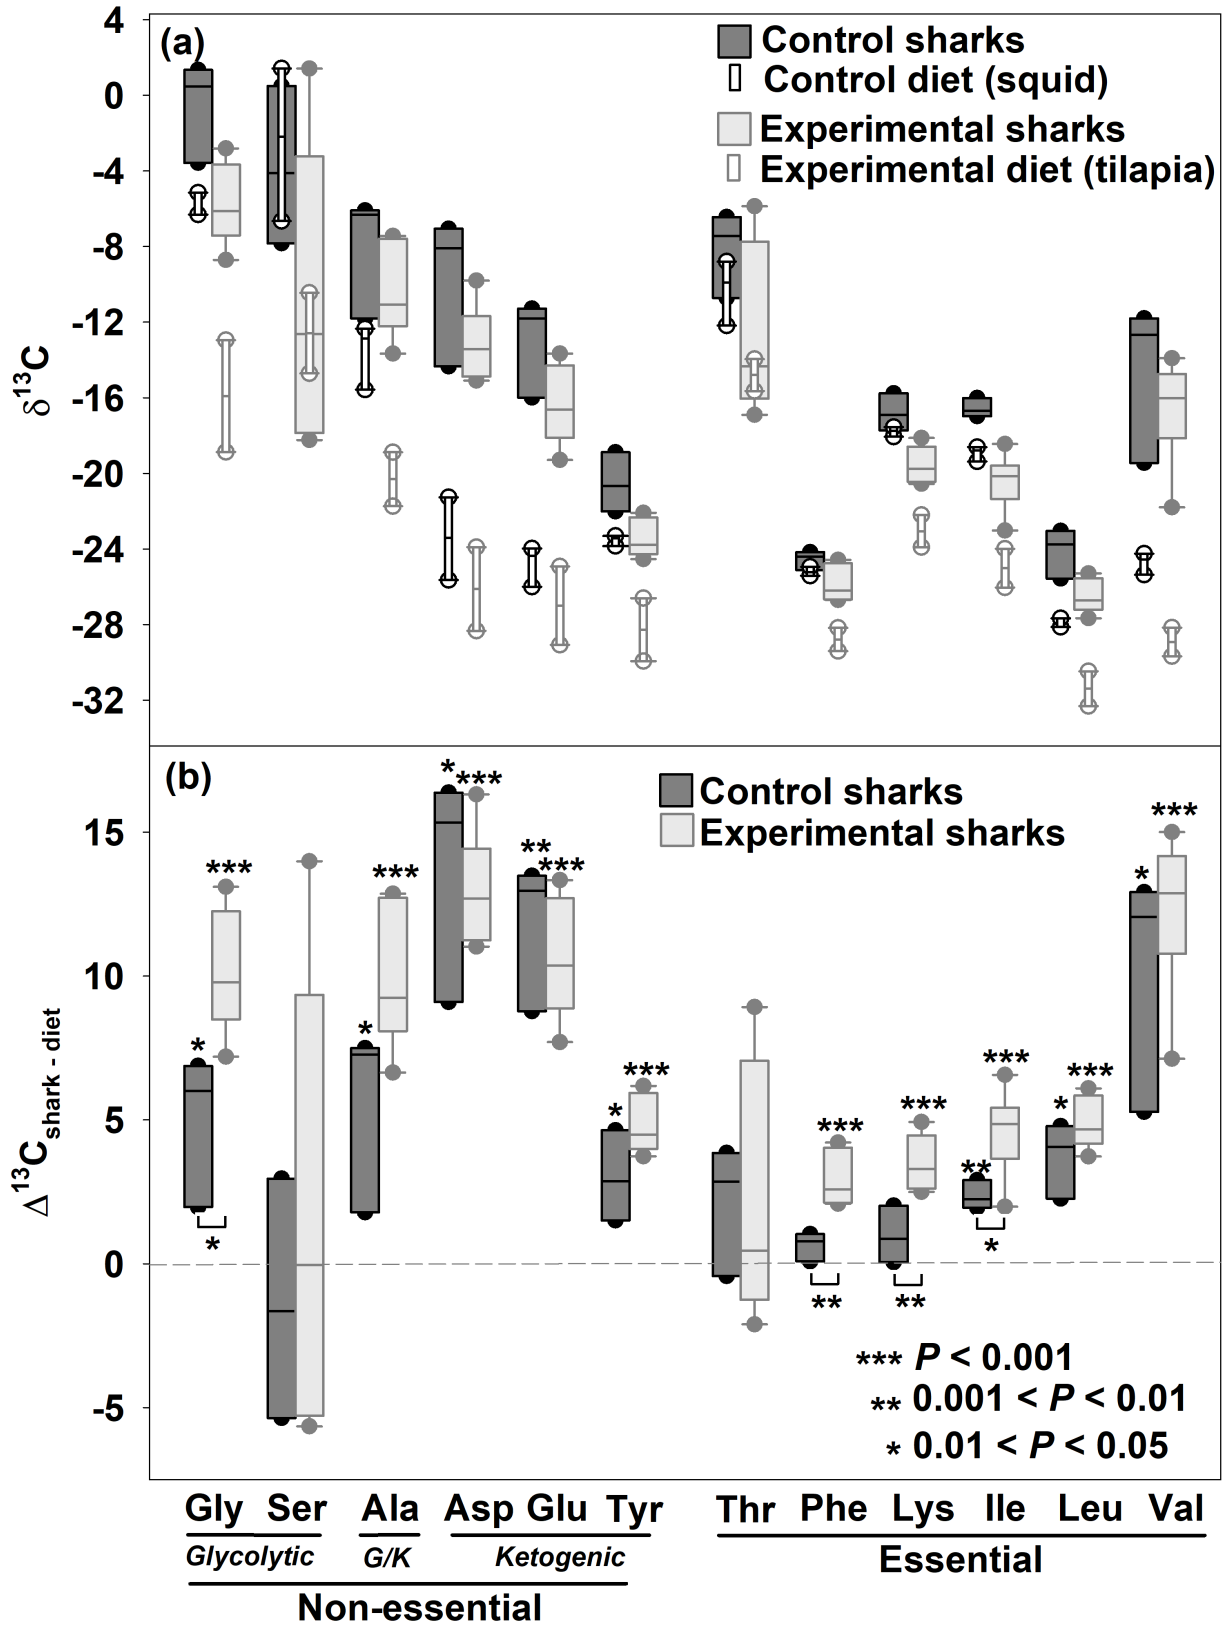 (a)
Control sharks
Control diet (squid)
Experimental sharks
Experimental diet (tilapia)
4
0
-4
-8
-12
-16
-20
-24
-28
-32
δ13C
(b)
Control sharks
Experimental sharks
* *** ** *** *** *** * * * *** *** *** ** *** * *** * ***
15
10
5
0
-5
Δ13Cshark - diet
* ** ** *
*** P < 0.001
** 0.001 < P < 0.01
* 0.01 < P < 0.05
Gly Ser Ala Asp Glu Tyr Thr Phe Lys Ile Leu Val
Glycolytic G/K Ketogenic Essential
Non-essential